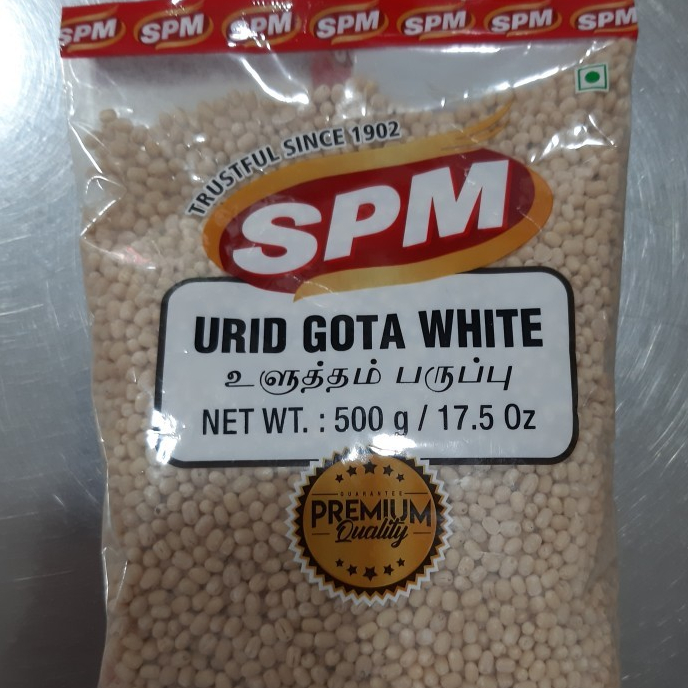 SPM SPM SPM SPM SPM SPM SPM
TRUSTFUL SINCE 1902
SPM
URID GOTA WHITE
உளுத்தம் பருப்பு
NET WT. : 500 g / 17.5 Oz
GUARANTEE
PREMIUM
Quality